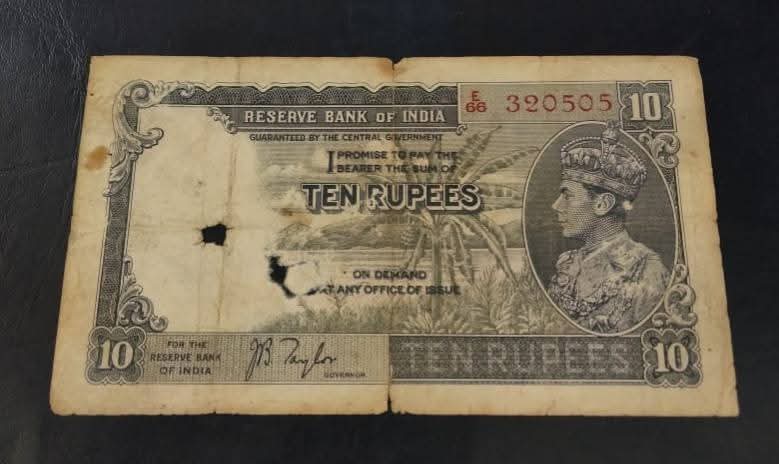 E
66 320505 10
RESERVE BANK OF INDIA
GUARANTEED BY THE CENTRAL GOVERNMENT
I PROMISE TO PAY THE
BEARER THE SUM OF
TEN RUPEES
ON DEMAND
AT ANY OFFICE OF ISSUE
10
FOR THE
RESERVE BANK
OF INDIA
JB Taylor
GOVERNOR
TEN RUPEES
10